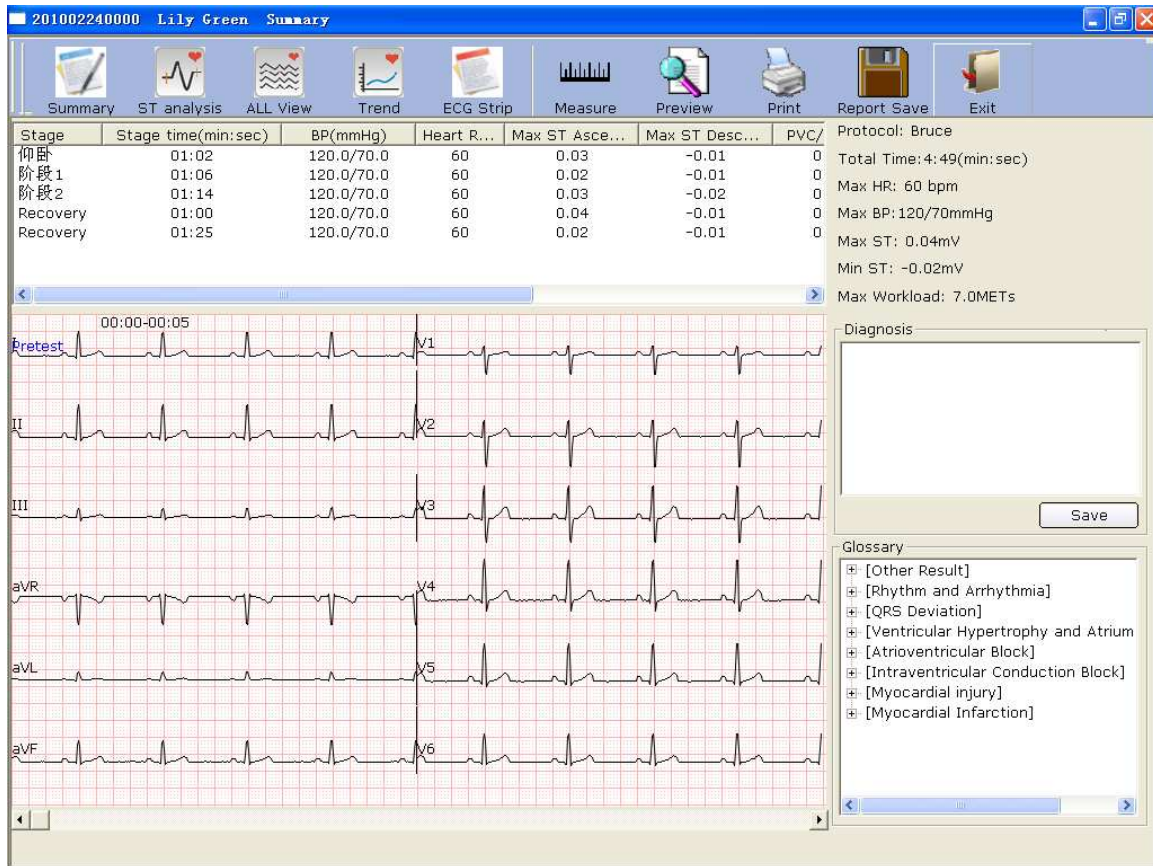 201002240000 Lily Green Summary
Summary ST analysis ALL View Trend ECG Strip Measure Preview Print Report Save Exit
Stage Stage time(min:sec) BP(mmHg) Heart R... Max ST Asce... Max ST Desc... PVC/
仰卧 01:02 120.0/70.0 60 0.03 -0.01 0
阶段1 01:06 120.0/70.0 60 0.02 -0.01 0
阶段2 01:14 120.0/70.0 60 0.03 -0.02 0
Recovery 01:00 120.0/70.0 60 0.04 -0.01 0
Recovery 01:25 120.0/70.0 60 0.02 -0.01 0
Protocol: Bruce
Total Time:4:49(min:sec)
Max HR: 60 bpm
Max BP:120/70mmHg
Max ST: 0.04mV
Min ST: -0.02mV
Max Workload: 7.0METs
00:00-00:05
Pretest
I V1
II V2
III V3
aVR V4
aVL V5
aVF V6
Diagnosis
Save
Glossary
[Other Result]
[Rhythm and Arrhythmia]
[QRS Deviation]
[Ventricular Hypertrophy and Atrium
[Atrioventricular Block]
[Intraventricular Conduction Block]
[Myocardial injury]
[Myocardial Infarction]